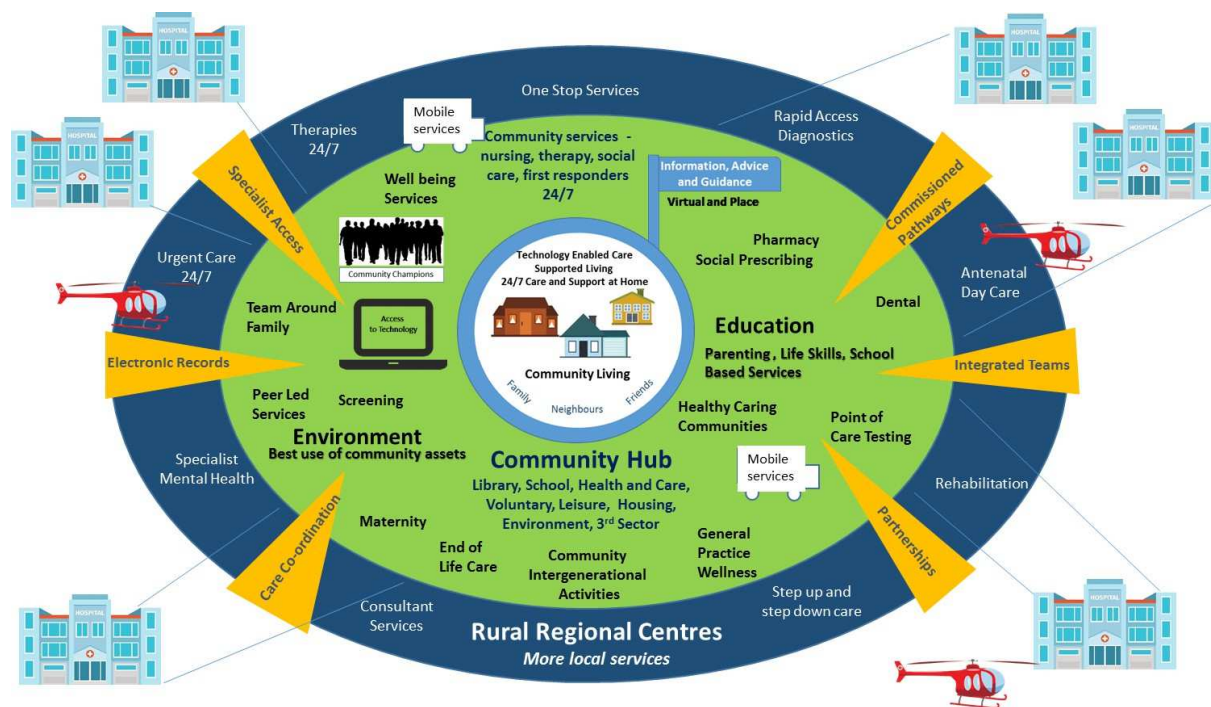 HOSPITAL
HOSPITAL
HOSPITAL
HOSPITAL
One Stop Services
Mobile
services
Therapies
24/7
Rapid Access
Diagnostics
Community services -
nursing, therapy, social
care, first responders
24/7
Information, Advice
and Guidance
Virtual and Place
Well being
Services
Specialist Access
Commissioned
Pathways
Community Champions
Pharmacy
Social Prescribing
Technology Enabled Care
Supported Living
24/7 Care and Support at Home
Urgent Care
24/7
Antenatal
Day Care
Team Around
Family
Access
to Technology
Dental
Education
Parenting , Life Skills, School
Based Services
Electronic Records
Integrated Teams
Community Living
Family
Neighbours
Friends
Peer Led
Services
Screening
Healthy Caring
Communities
Point of
Care Testing
Environment
Best use of community assets
Specialist
Mental Health
Community Hub
Library, School, Health and Care,
Voluntary, Leisure, Housing,
Environment, 3rd Sector
Mobile
services
Rehabilitation
Care Co-ordination
Partnerships
Maternity
End of
Life Care
Community
Intergenerational
Activities
General
Practice
Wellness
Consultant
Services
Step up and
step down care
Rural Regional Centres
More local services
HOSPITAL
HOSPITAL